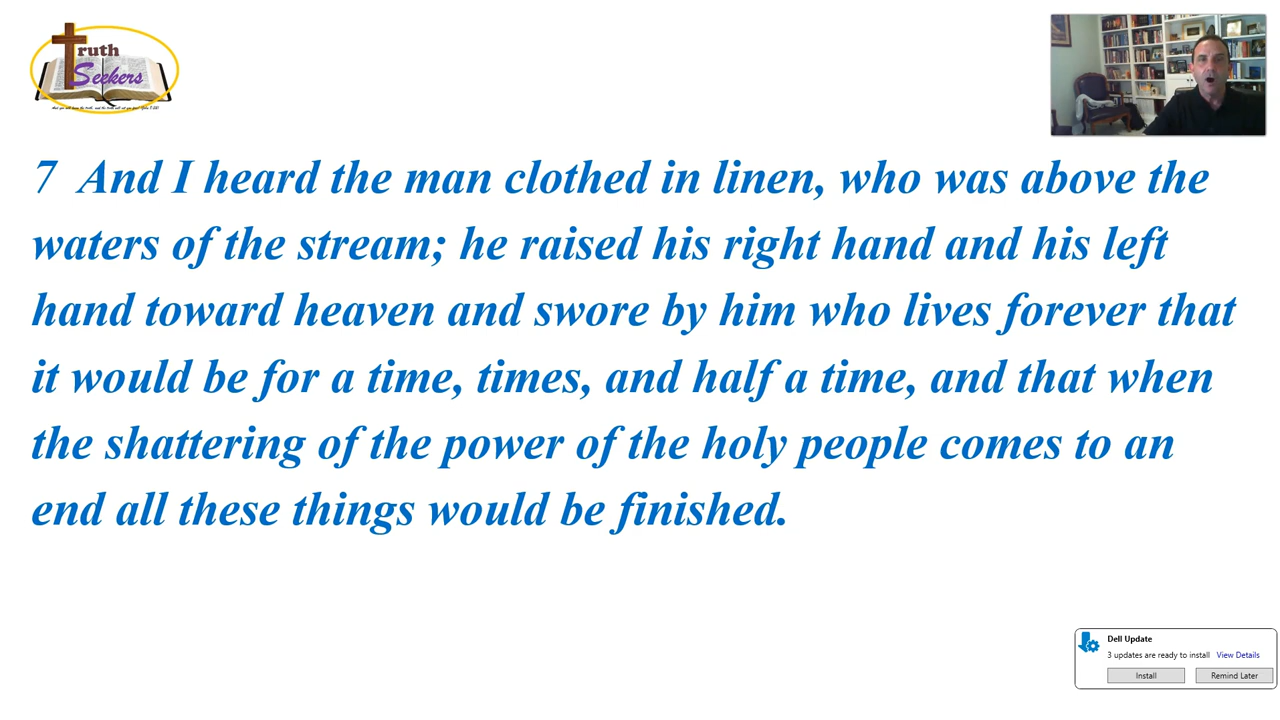 Truth
Seekers
7 And I heard the man clothed in linen, who was above the
waters of the stream; he raised his right hand and his left
hand toward heaven and swore by him who lives forever that
it would be for a time, times, and half a time, and that when
the shattering of the power of the holy people comes to an
end all these things would be finished.
Dell Update
3 updates are ready to install View Details
Install Remind Later